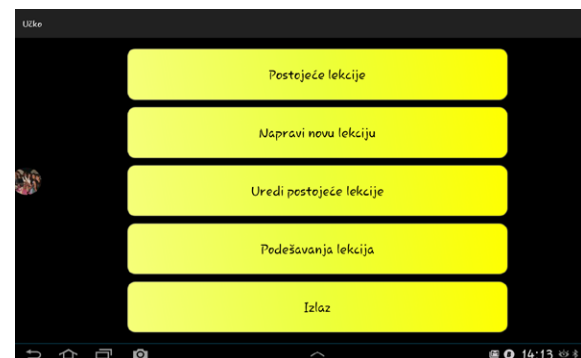 Učko
Postojeće lekcije
Napravi novu lekciju
Uredi postojeće lekcije
Podešavanja lekcija
Izlaz
14:13